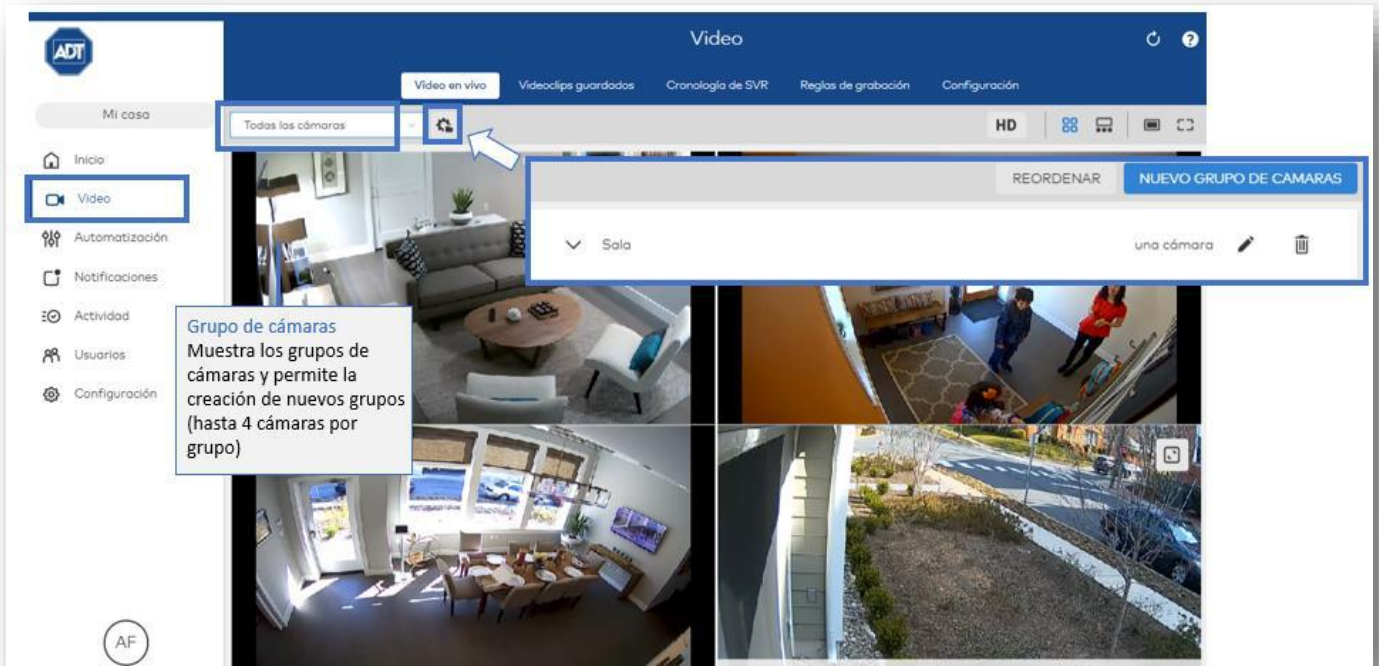 ADT
Video
?
Video en vivo
Videoclips guardados
Cronología de SVR
Reglas de grabación
Configuración
Mi casa
Todas las cámaras
HD
Inicio
Video
Automatización
Notificaciones
Actividad
Usuarios
Configuración
REORDENAR
NUEVO GRUPO DE CAMARAS
Sala
una cámara
Grupo de cámaras
Muestra los grupos de
cámaras y permite la
creación de nuevos grupos
(hasta 4 cámaras por
grupo)
AF